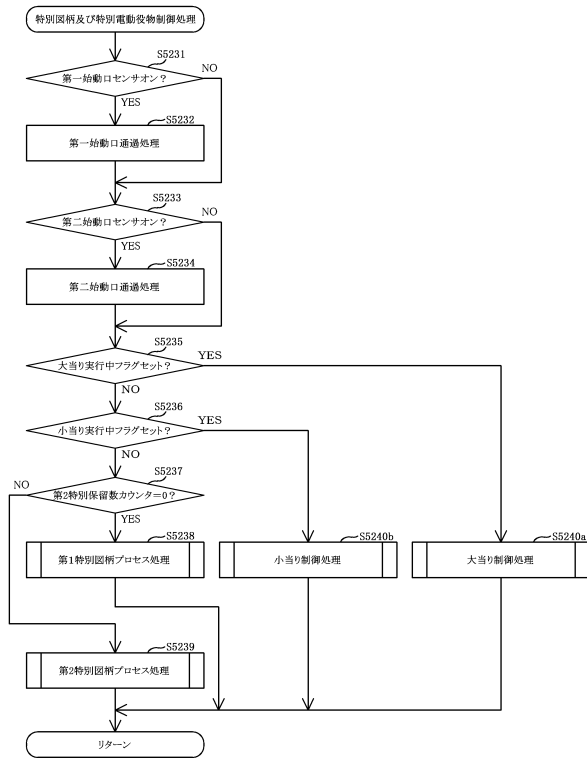 特別図柄及び特別電動役物制御処理
S5231
第一始動口センサオン？
NO
YES
S5232
第一始動口通過処理
S5233
第二始動口センサオン？
NO
YES
S5234
第二始動口通過処理
S5235
大当り実行中フラグセット？
YES
NO
S5236
小当り実行中フラグセット？
YES
NO
S5237
NO
第2特別保留数カウンタ=0？
YES
S5238
第1特別図柄プロセス処理
S5240b
小当り制御処理
S5240a
大当り制御処理
S5239
第2特別図柄プロセス処理
リターン